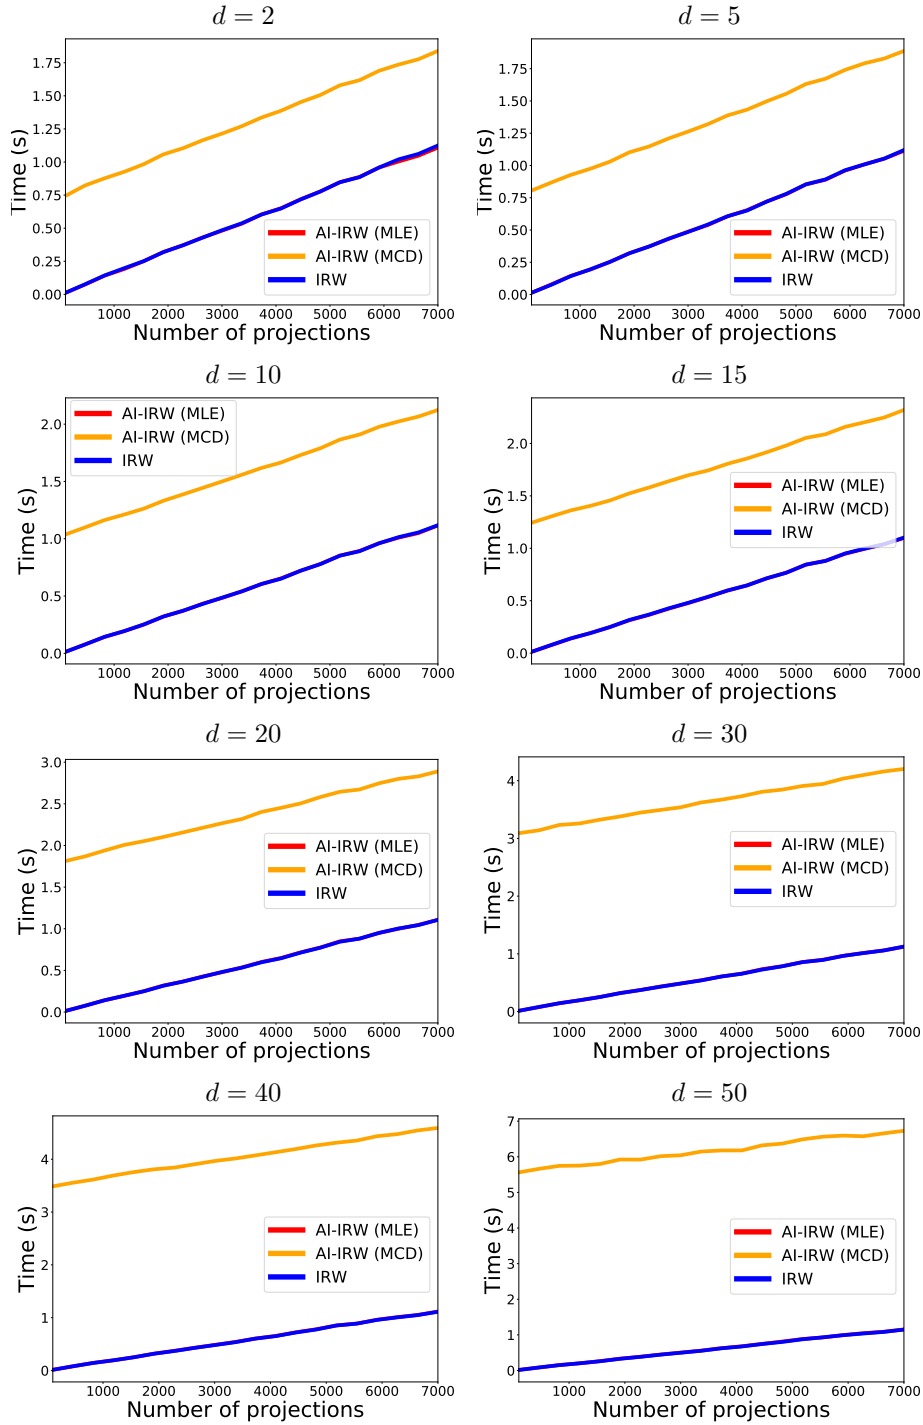 d = 2
1.75
1.50
1.25
1.00
0.75
0.50
0.25
0.00
Time (s)
AI-IRW (MLE)
AI-IRW (MCD)
IRW
1000 2000 3000 4000 5000 6000 7000
Number of projections
d = 5
1.75
1.50
1.25
1.00
0.75
0.50
0.25
0.00
Time (s)
AI-IRW (MLE)
AI-IRW (MCD)
IRW
1000 2000 3000 4000 5000 6000 7000
Number of projections
d = 10
2.0
1.5
1.0
0.5
0.0
Time (s)
AI-IRW (MLE)
AI-IRW (MCD)
IRW
1000 2000 3000 4000 5000 6000 7000
Number of projections
d = 15
2.0
1.5
1.0
0.5
0.0
Time (s)
AI-IRW (MLE)
AI-IRW (MCD)
IRW
1000 2000 3000 4000 5000 6000 7000
Number of projections
d = 20
3.0
2.5
2.0
1.5
1.0
0.5
0.0
Time (s)
AI-IRW (MLE)
AI-IRW (MCD)
IRW
1000 2000 3000 4000 5000 6000 7000
Number of projections
d = 30
4
3
2
1
0
Time (s)
AI-IRW (MLE)
AI-IRW (MCD)
IRW
1000 2000 3000 4000 5000 6000 7000
Number of projections
d = 40
4
3
2
1
0
Time (s)
AI-IRW (MLE)
AI-IRW (MCD)
IRW
1000 2000 3000 4000 5000 6000 7000
Number of projections
d = 50
7
6
5
4
3
2
1
0
Time (s)
AI-IRW (MLE)
AI-IRW (MCD)
IRW
1000 2000 3000 4000 5000 6000 7000
Number of projections